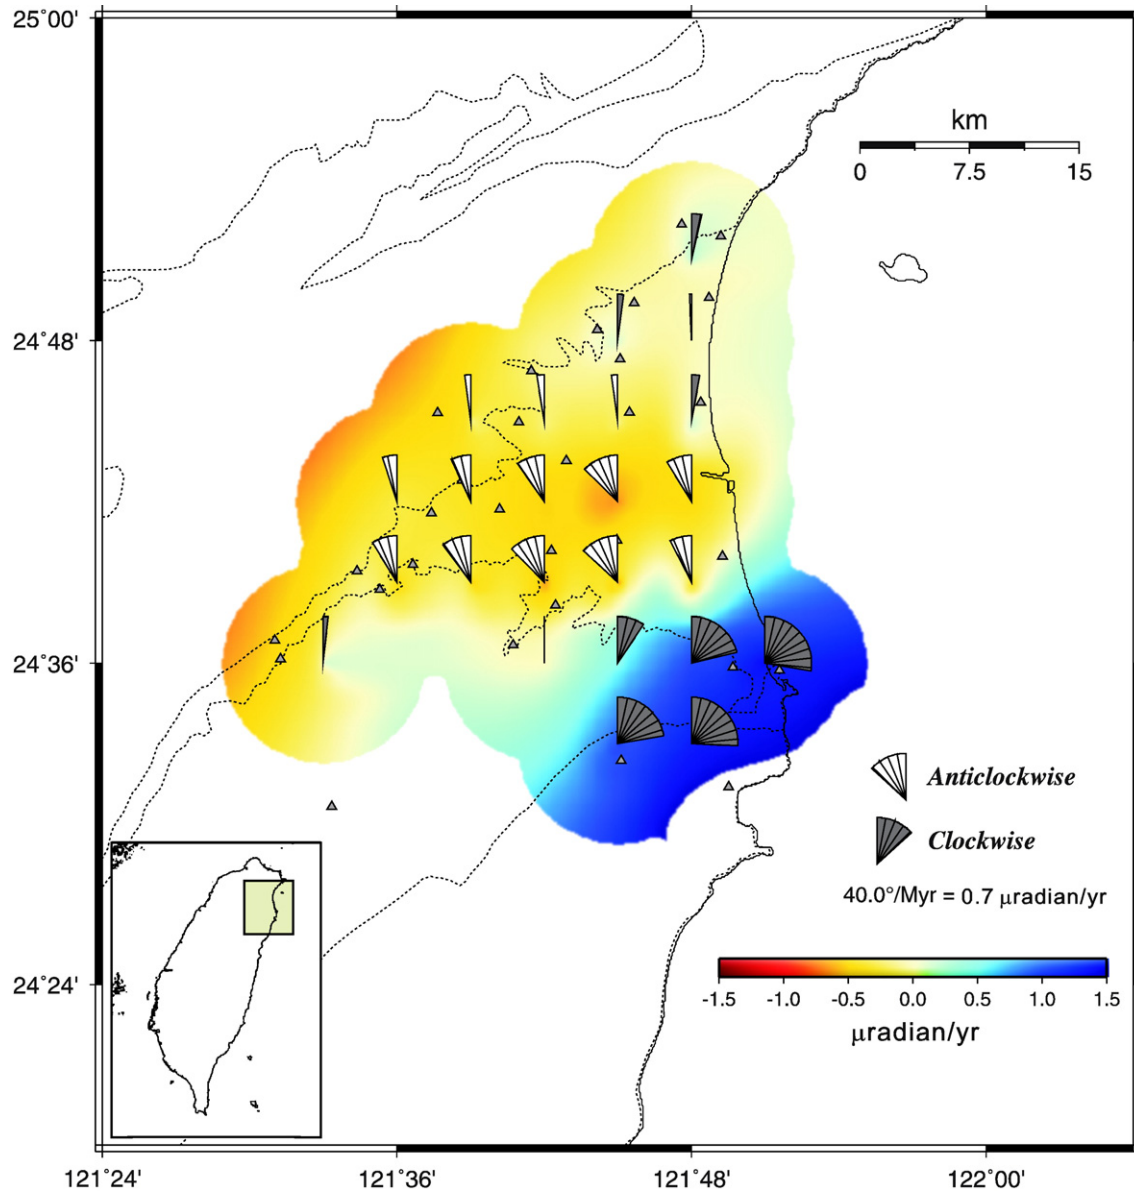 25°00'
km
0 7.5 15
24°48'
24°36'
Anticlockwise
Clockwise
40.0°/Myr = 0.7 μradian/yr
24°24'
-1.5 -1.0 -0.5 0.0 0.5 1.0 1.5
μradian/yr
121°24' 121°36' 121°48' 122°00'